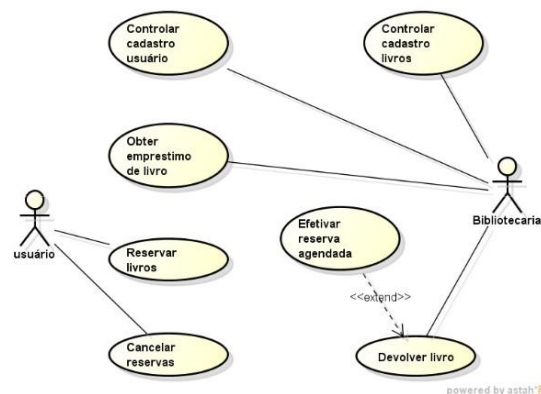 Controlar
cadastro
usuário
Controlar
cadastro
livros
Obter
emprestimo
de livro
Bibliotecaria
usuário
Efetivar
reserva
agendada
Reservar
livros
<<extend>>
Cancelar
reservas
Devolver livro
powered by astah*